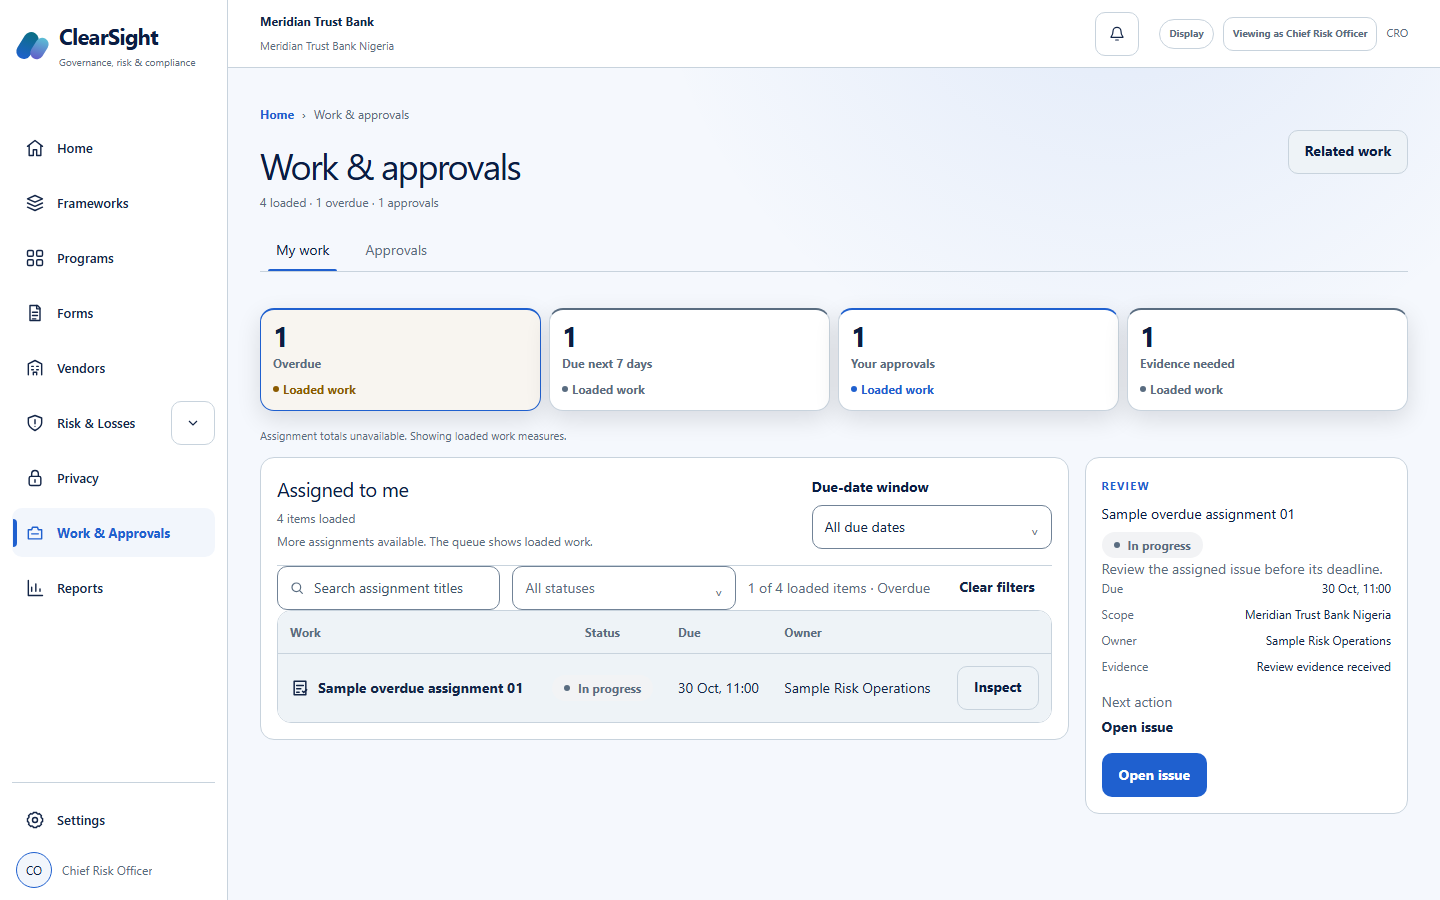 ClearSight
Governance, risk & compliance
Home
Frameworks
Programs
Forms
Vendors
Risk & Losses
Privacy
Work & Approvals
Reports
Settings
CO
Chief Risk Officer
Meridian Trust Bank
Meridian Trust Bank Nigeria
Display
Viewing as Chief Risk Officer
CRO
Home › Work & approvals
Work & approvals
4 loaded · 1 overdue · 1 approvals
Related work
My work
Approvals
1
Overdue
Loaded work
1
Due next 7 days
Loaded work
1
Your approvals
Loaded work
1
Evidence needed
Loaded work
Assignment totals unavailable. Showing loaded work measures.
Assigned to me
4 items loaded
More assignments available. The queue shows loaded work.
Due-date window
All due dates
Search assignment titles
All statuses
1 of 4 loaded items · Overdue
Clear filters
Work Status Due Owner
Sample overdue assignment 01 In progress 30 Oct, 11:00 Sample Risk Operations Inspect
REVIEW
Sample overdue assignment 01
In progress
Review the assigned issue before its deadline.
Due 30 Oct, 11:00
Scope Meridian Trust Bank Nigeria
Owner Sample Risk Operations
Evidence Review evidence received
Next action
Open issue
Open issue